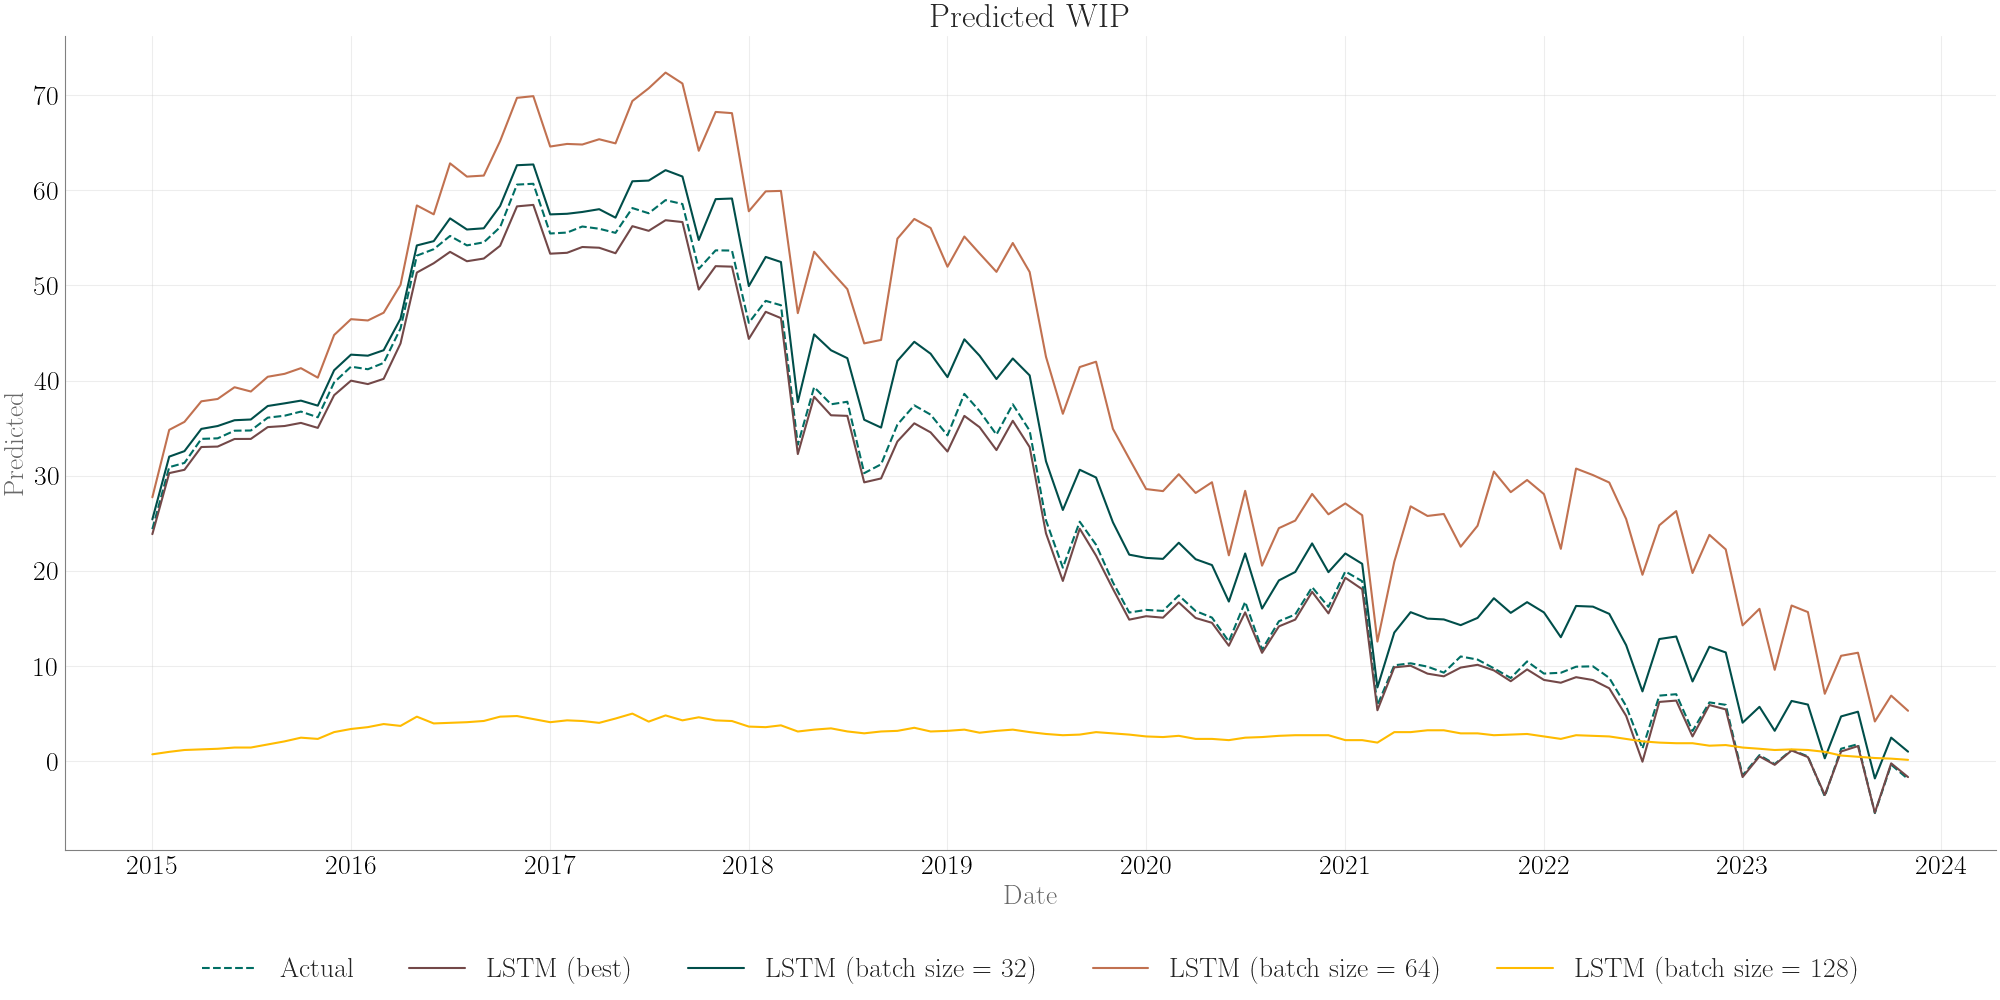 Predicted WIP
70
60
50
40
30
20
10
0
Predicted
2015 2016 2017 2018 2019 2020 2021 2022 2023 2024
Date
Actual LSTM (best) LSTM (batch size = 32) LSTM (batch size = 64) LSTM (batch size = 128)